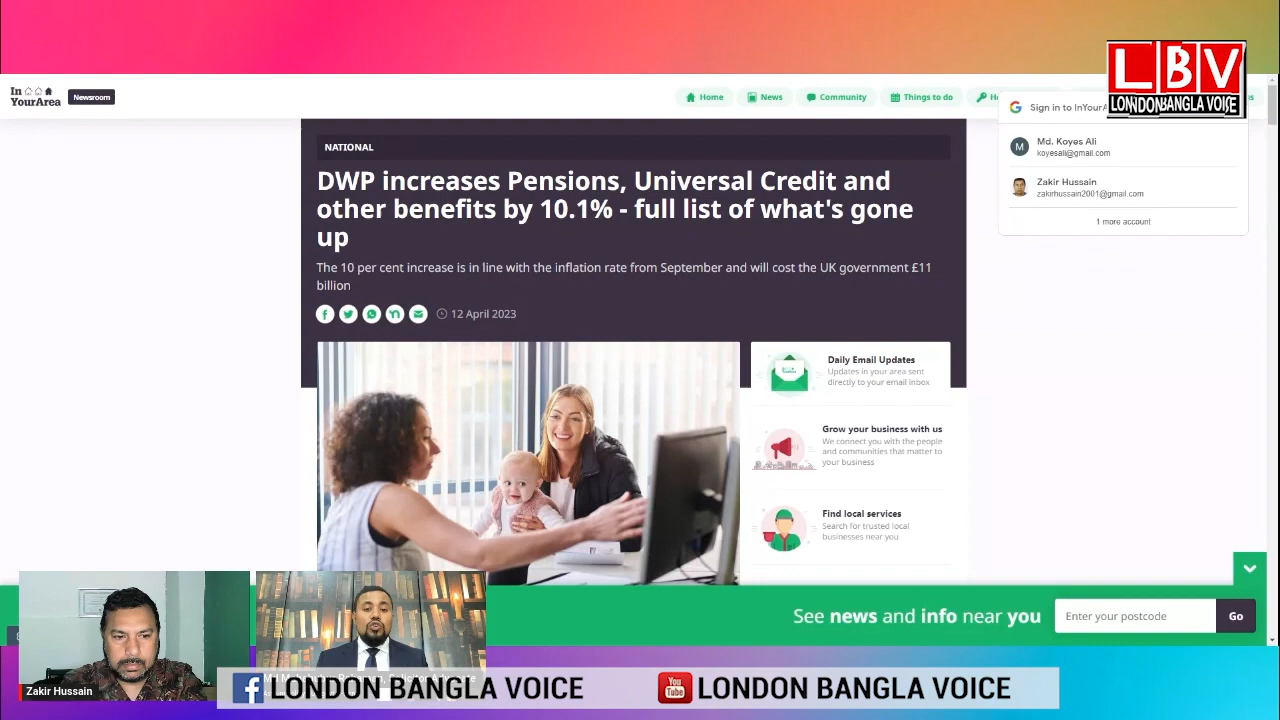 LBV
LONDONBANGLA VOICE
In
YourArea
Newsroom
Home
News
Community
Things to do
Sign in to InYourA
Md. Koyes Ali
koyesali@gmail.com
Zakir Hussain
zakirhussain2001@gmail.com
1 more account
NATIONAL
DWP increases Pensions, Universal Credit and
other benefits by 10.1% - full list of what's gone
up
The 10 per cent increase is in line with the inflation rate from September and will cost the UK government £11
billion
12 April 2023
Daily Email Updates
Updates in your area sent
directly to your email inbox
Grow your business with us
We connect you with the people
and communities that matter to
your business
Find local services
Search for trusted local
businesses near you
See news and info near you
Enter your postcode
Go
Zakir Hussain
LONDON BANGLA VOICE
You
Tube
LONDON BANGLA VOICE